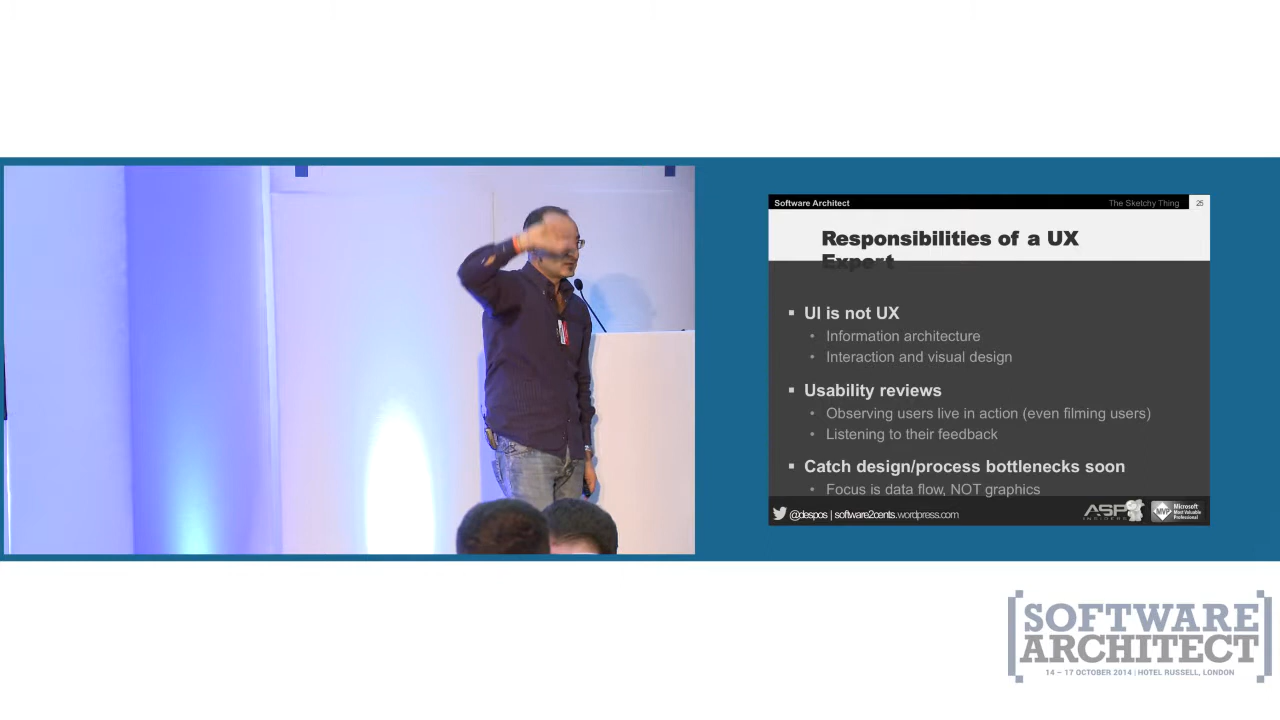 Software Architect
The Sketchy Thing
25
Responsibilities of a UX
Expert
UI is not UX
Information architecture
Interaction and visual design
Usability reviews
Observing users live in action (even filming users)
Listening to their feedback
Catch design/process bottlenecks soon
Focus is data flow, NOT graphics
@despos | software2cents.wordpress.com
ASP
INSIDERS
MVP
Microsoft
Most Valuable
Professional
SOFTWARE
ARCHITECT
14 – 17 OCTOBER 2014 | HOTEL RUSSELL, LONDON